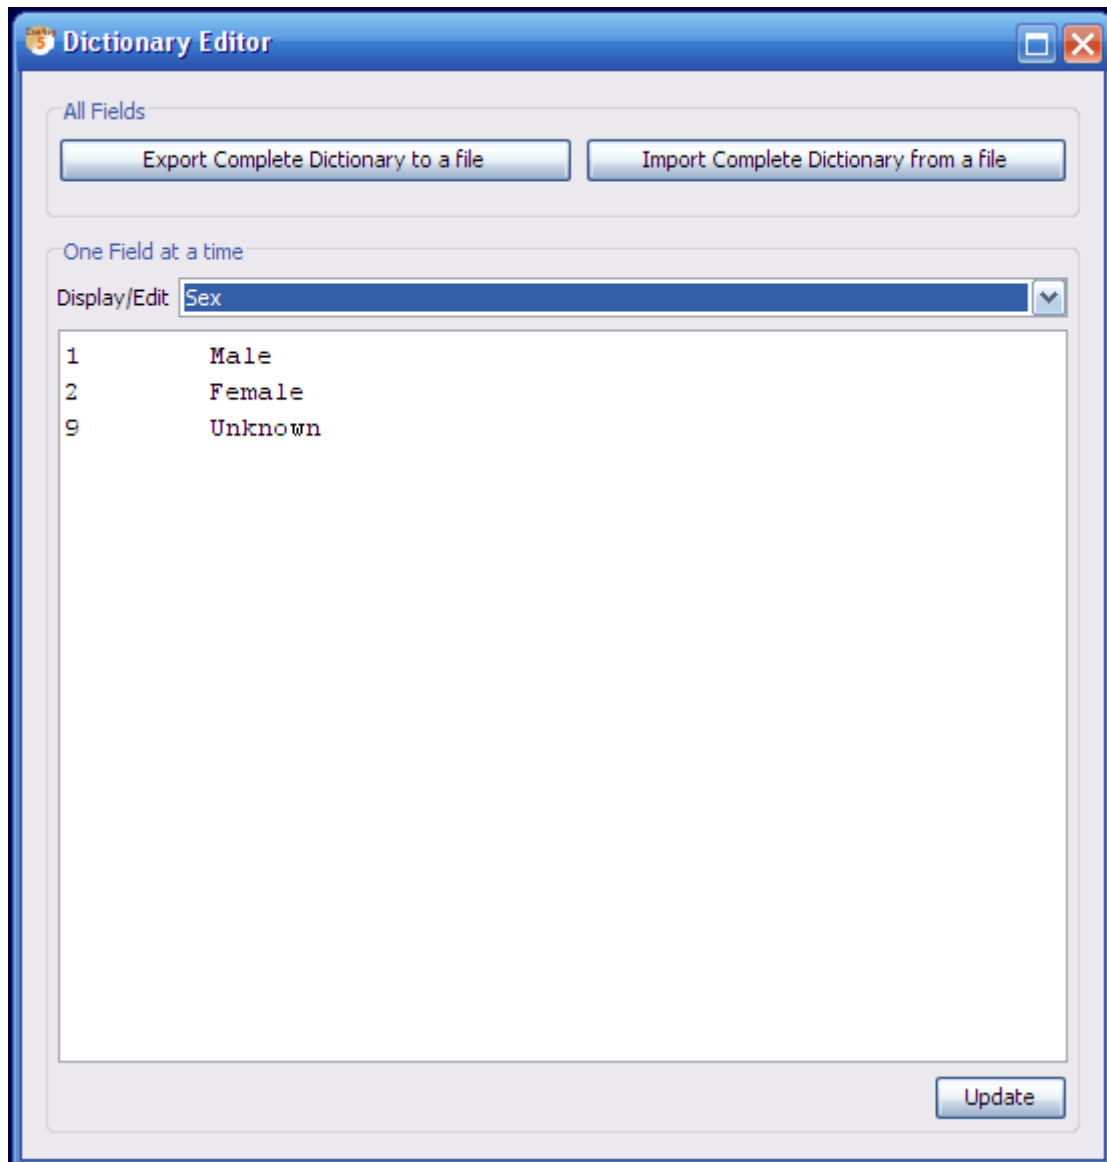 Dictionary Editor
All Fields
Export Complete Dictionary to a file
Import Complete Dictionary from a file
One Field at a time
Display/Edit Sex
1 Male
2 Female
9 Unknown
Update